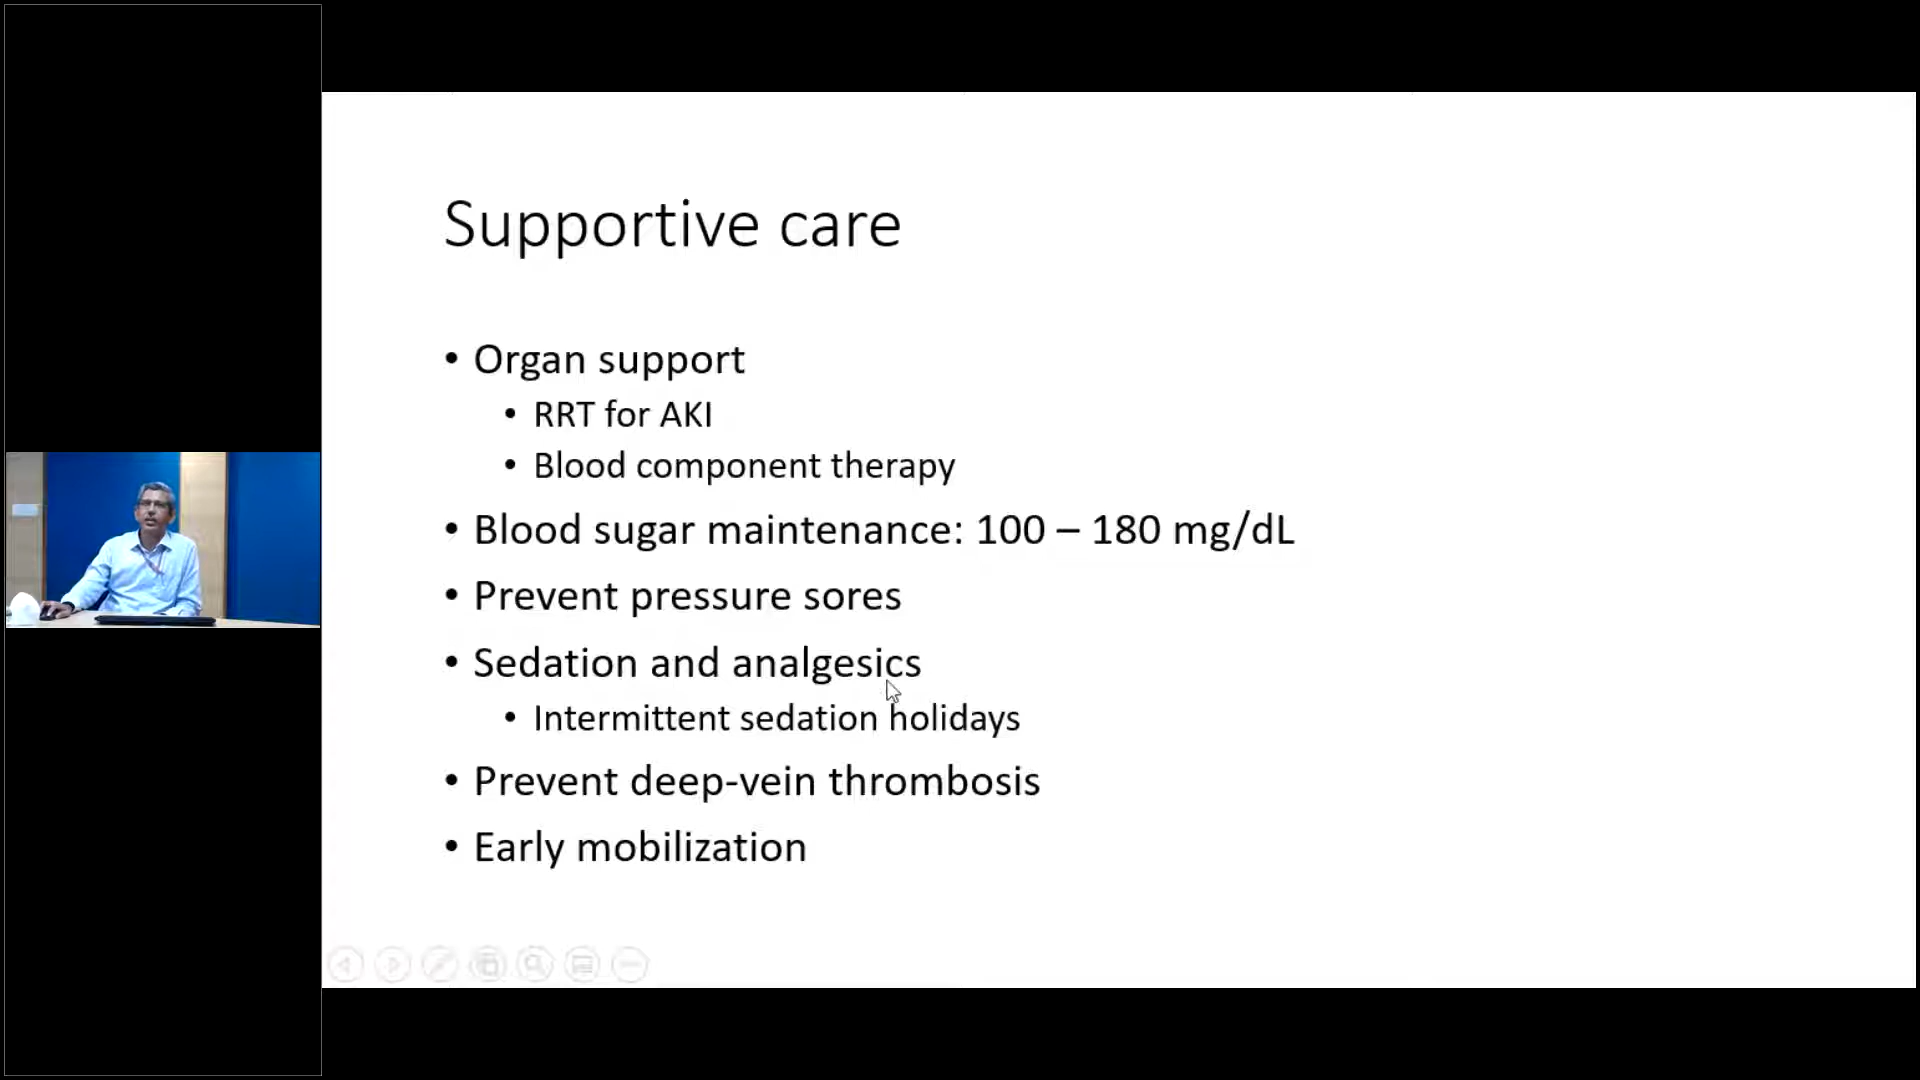 Supportive care
• Organ support
• RRT for AKI
• Blood component therapy
• Blood sugar maintenance: 100 – 180 mg/dL
• Prevent pressure sores
• Sedation and analgesics
• Intermittent sedation holidays
• Prevent deep-vein thrombosis
• Early mobilization